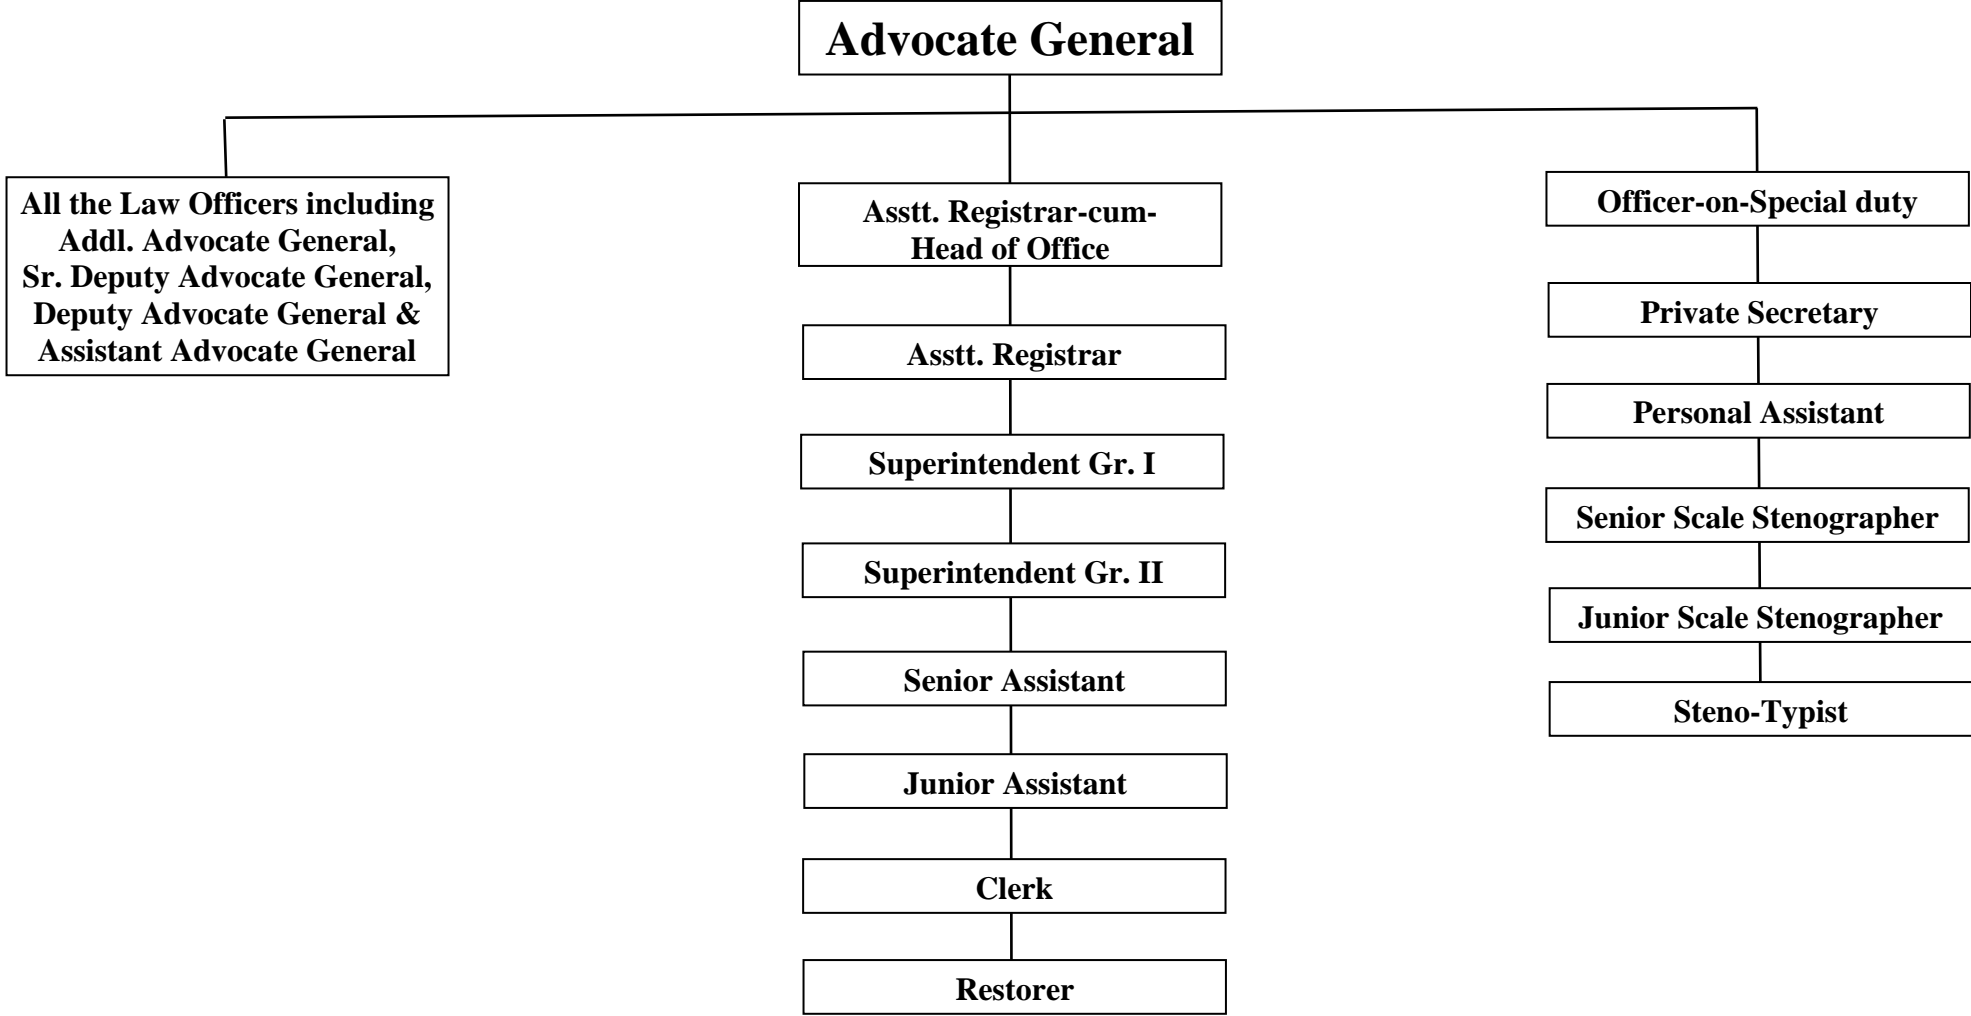 Advocate General
All the Law Officers including
Addl. Advocate General,
Sr. Deputy Advocate General,
Deputy Advocate General &
Assistant Advocate General
Asstt. Registrar-cum-
Head of Office
Asstt. Registrar
Superintendent Gr. I
Superintendent Gr. II
Senior Assistant
Junior Assistant
Clerk
Restorer
Officer-on-Special duty
Private Secretary
Personal Assistant
Senior Scale Stenographer
Junior Scale Stenographer
Steno-Typist